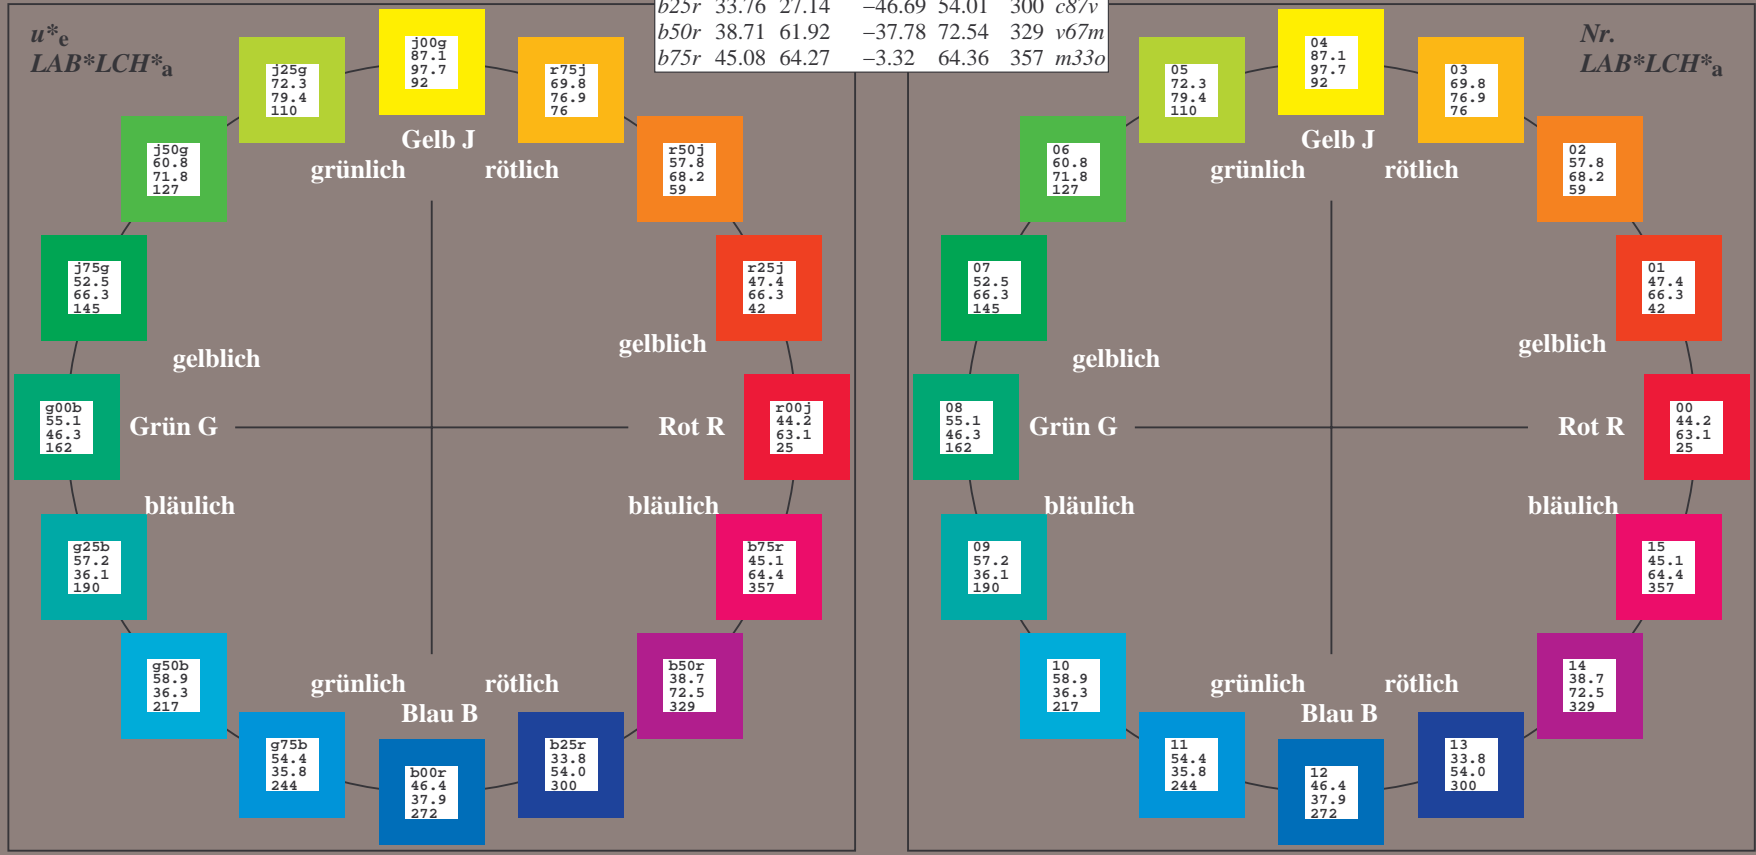 b25r 33.76 27.14 −46.69 54.01 300 c87v
b50r 38.71 61.92 −37.78 72.54 329 v67m
b75r 45.08 64.27 −3.32 64.36 357 m33o
u*e
LAB*LCH*a
j00g
87.1
97.7
92
j25g
72.3
79.4
110
r75j
69.8
76.9
76
Gelb J
grünlich rötlich
j50g
60.8
71.8
127
r50j
57.8
68.2
59
j75g
52.5
66.3
145
r25j
47.4
66.3
42
gelblich
gelblich
g00b
55.1
46.3
162
Grün G
Rot R
r00j
44.2
63.1
25
bläulich
bläulich
g25b
57.2
36.1
190
b75r
45.1
64.4
357
g50b
58.9
36.3
217
b50r
38.7
72.5
329
grünlich rötlich
Blau B
g75b
54.4
35.8
244
b00r
46.4
37.9
272
b25r
33.8
54.0
300
Nr.
LAB*LCH*a
04
87.1
97.7
92
05
72.3
79.4
110
03
69.8
76.9
76
Gelb J
grünlich rötlich
06
60.8
71.8
127
02
57.8
68.2
59
07
52.5
66.3
145
01
47.4
66.3
42
gelblich
gelblich
08
55.1
46.3
162
Grün G
Rot R
00
44.2
63.1
25
bläulich
bläulich
09
57.2
36.1
190
15
45.1
64.4
357
10
58.9
36.3
217
14
38.7
72.5
329
grünlich rötlich
Blau B
11
54.4
35.8
244
12
46.4
37.9
272
13
33.8
54.0
300